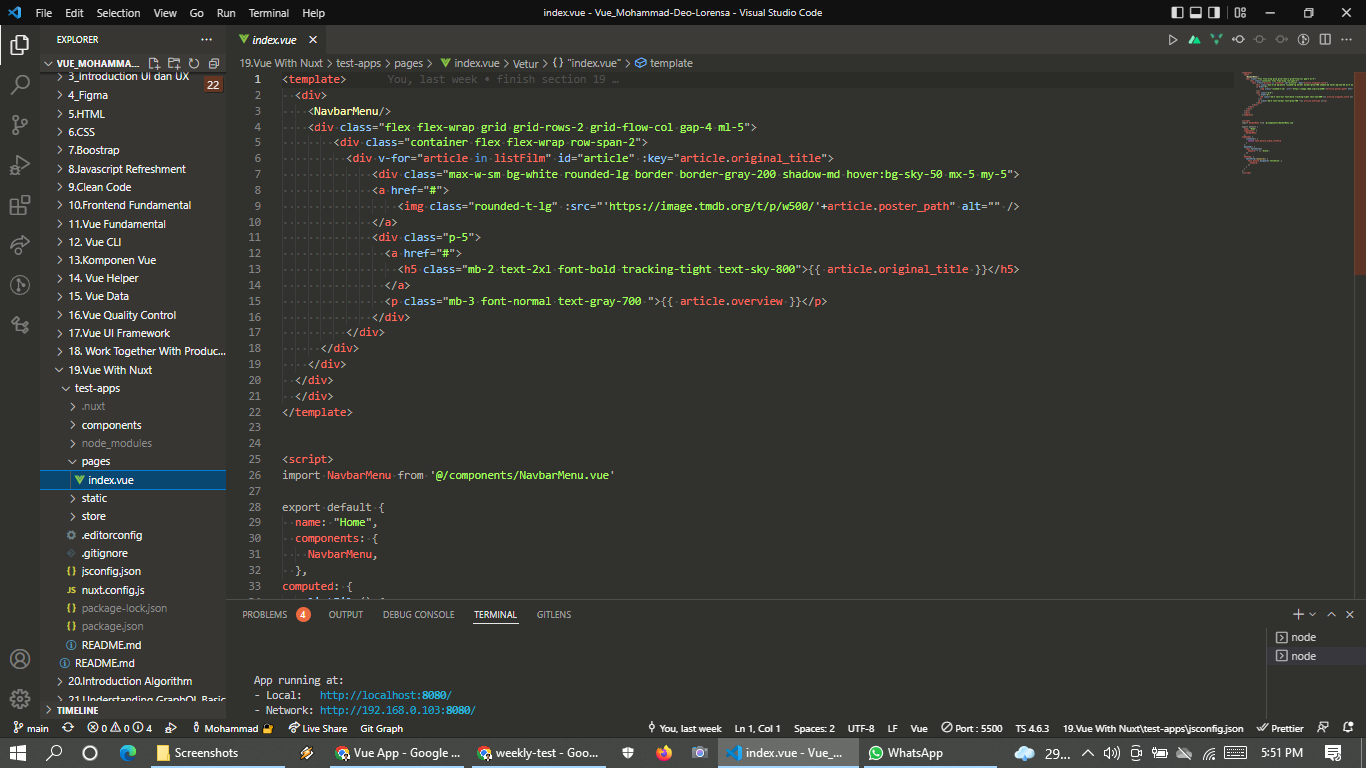 File Edit Selection View Go Run Terminal Help
index.vue - Vue_Mohammad-Deo-Lorensa - Visual Studio Code
EXPLORER
VUE_MOHAMMA...
3_Introduction UI dan UX
22
4_Figma
5.HTML
6.CSS
7.Boostrap
8.Javascript Refreshment
9.Clean Code
10.Frontend Fundamental
11.Vue Fundamental
12. Vue CLI
13.Komponen Vue
14. Vue Helper
15. Vue Data
16.Vue Quality Control
17.Vue UI Framework
18. Work Together With Produc...
19.Vue With Nuxt
test-apps
.nuxt
components
node_modules
pages
index.vue
static
store
.editorconfig
.gitignore
jsconfig.json
JS nuxt.config.js
package-lock.json
package.json
README.md
README.md
20.Introduction Algorithm
21.Understanding GraphQL Basic
TIMELINE
index.vue
19.Vue With Nuxt > test-apps > pages > index.vue > Vetur > {} "index.vue" > template
1 <template> You, last week • finish section 19 …
2 <div>
3 <NavbarMenu/>
4 <div class="flex flex-wrap grid grid-rows-2 grid-flow-col gap-4 ml-5">
5 <div class="container flex flex-wrap row-span-2">
6 <div v-for="article in listFilm" id="article" :key="article.original_title">
7 <div class="max-w-sm bg-white rounded-lg border border-gray-200 shadow-md hover:bg-sky-50 mx-5 my-5">
8 <a href="#">
9 <img class="rounded-t-lg" :src="'https://image.tmdb.org/t/p/w500/'+article.poster_path" alt="" />
10 </a>
11 <div class="p-5">
12 <a href="#">
13 <h5 class="mb-2 text-2xl font-bold tracking-tight text-sky-800">{{ article.original_title }}</h5>
14 </a>
15 <p class="mb-3 font-normal text-gray-700 ">{{ article.overview }}</p>
16 </div>
17 </div>
18 </div>
19 </div>
20 </div>
21 </div>
22 </template>
23
24
25 <script>
26 import NavbarMenu from '@/components/NavbarMenu.vue'
27
28 export default {
29 name: "Home",
30 components: {
31 NavbarMenu,
32 },
33 computed: {
PROBLEMS 4 OUTPUT DEBUG CONSOLE TERMINAL GITLENS
App running at:
- Local: http://localhost:8080/
- Network: http://192.168.0.103:8080/
node
node
main 0 0 4 Mohammad Live Share Git Graph You, last week Ln 1, Col 1 Spaces: 2 UTF-8 LF Vue Port : 5500 TS 4.6.3 19.Vue With Nuxt\test-apps\jsconfig.json Prettier
Screenshots Vue App - Google ... weekly-test - Goo... index.vue - Vue_... WhatsApp 29... 5:51 PM